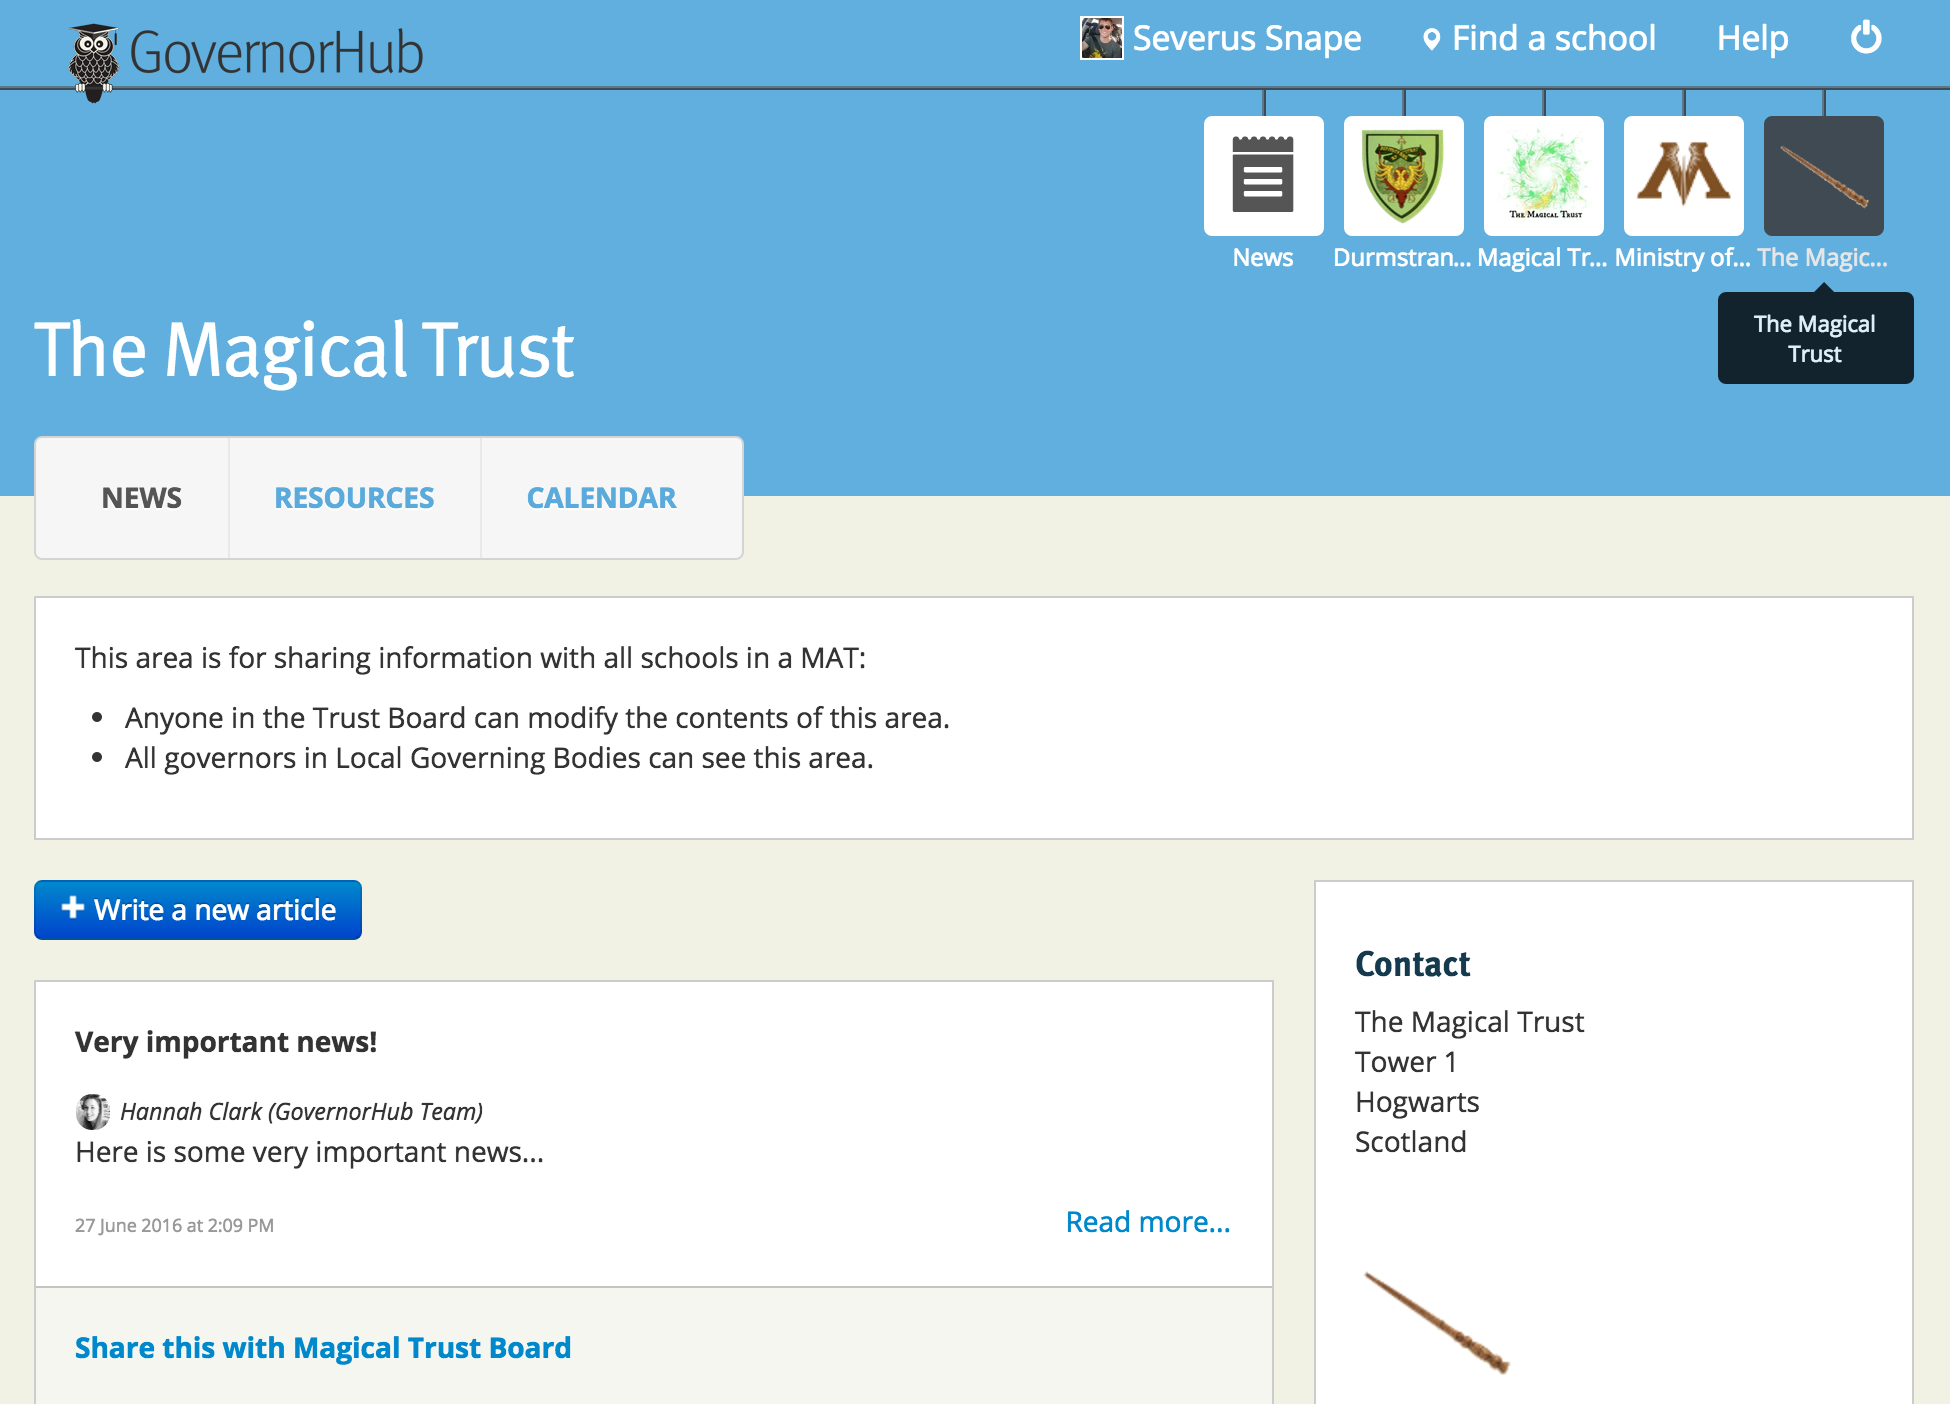 GovernorHub
Severus Snape
Find a school
Help
THE MAGICAL TRUST
News
Durmstran...
Magical Tr...
Ministry of...
The Magic...
The Magical
Trust
The Magical Trust
NEWS
RESOURCES
CALENDAR
This area is for sharing information with all schools in a MAT:
• Anyone in the Trust Board can modify the contents of this area.
• All governors in Local Governing Bodies can see this area.
Write a new article
Very important news!
Hannah Clark (GovernorHub Team)
Here is some very important news...
27 June 2016 at 2:09 PM
Read more...
Share this with Magical Trust Board
Contact
The Magical Trust
Tower 1
Hogwarts
Scotland